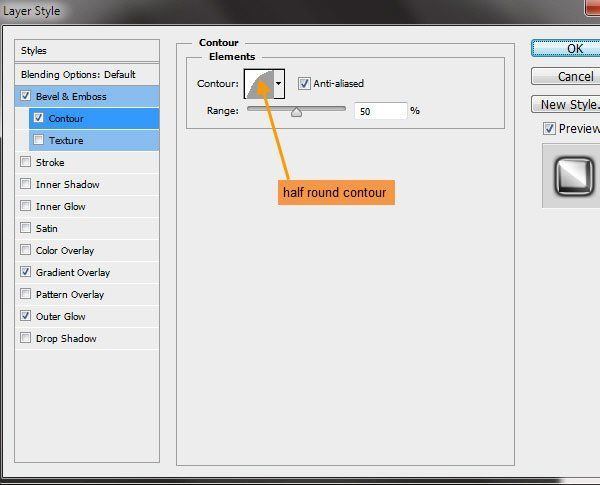 Layer Style
Styles
Blending Options: Default
Bevel & Emboss
Contour
Texture
Stroke
Inner Shadow
Inner Glow
Satin
Color Overlay
Gradient Overlay
Pattern Overlay
Outer Glow
Drop Shadow
Contour
Elements
Contour:
Anti-aliased
Range:
50
%
half round contour
OK
Cancel
New Style..
Preview